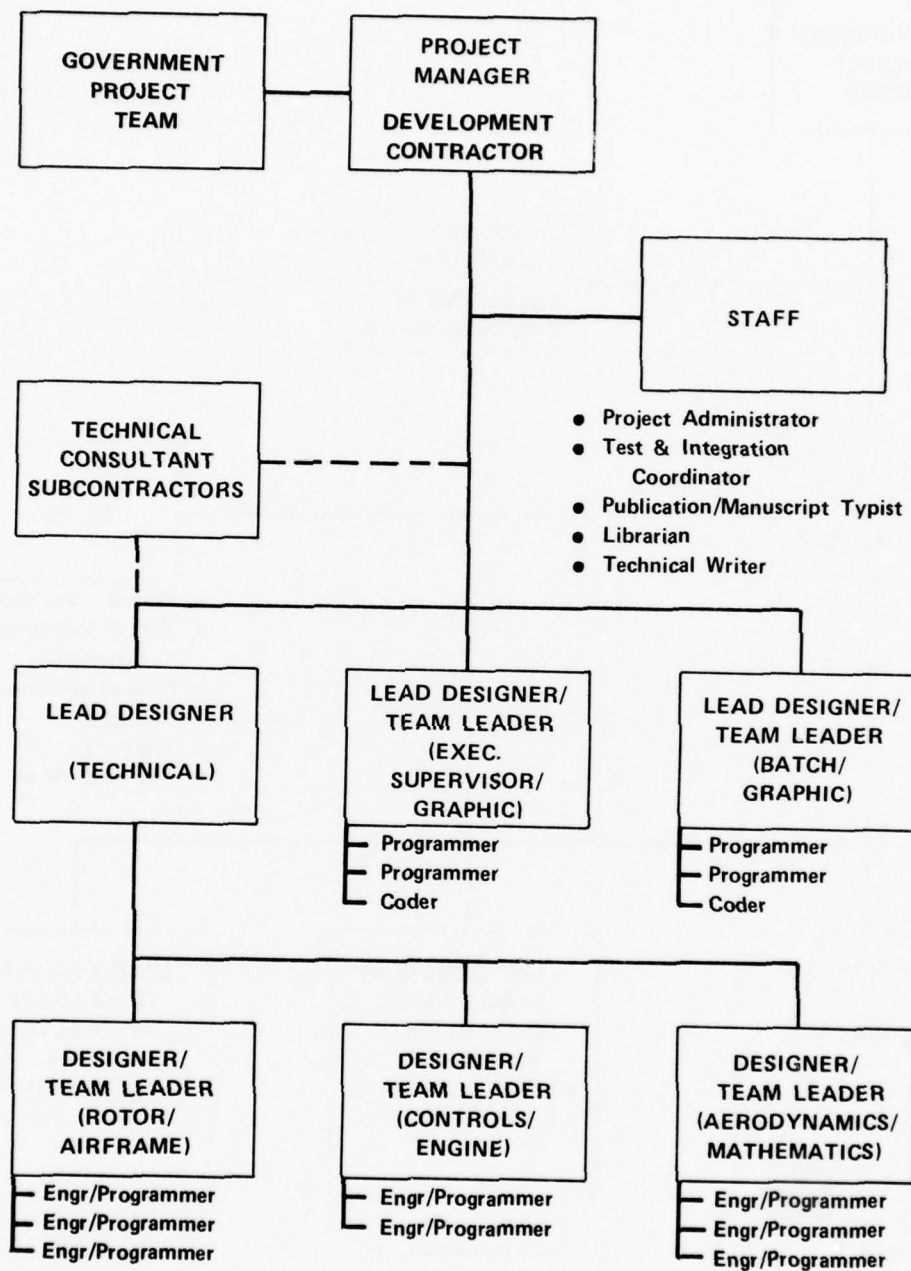 GOVERNMENT
PROJECT
TEAM
PROJECT
MANAGER
DEVELOPMENT
CONTRACTOR
STAFF
● Project Administrator
● Test & Integration
Coordinator
● Publication/Manuscript Typist
● Librarian
● Technical Writer
TECHNICAL
CONSULTANT
SUBCONTRACTORS
LEAD DESIGNER
(TECHNICAL)
LEAD DESIGNER/
TEAM LEADER
(EXEC.
SUPERVISOR/
GRAPHIC)
Programmer
Programmer
Coder
LEAD DESIGNER/
TEAM LEADER
(BATCH/
GRAPHIC)
Programmer
Programmer
Coder
DESIGNER/
TEAM LEADER
(ROTOR/
AIRFRAME)
Engr/Programmer
Engr/Programmer
Engr/Programmer
DESIGNER/
TEAM LEADER
(CONTROLS/
ENGINE)
Engr/Programmer
Engr/Programmer
DESIGNER/
TEAM LEADER
(AERODYNAMICS/
MATHEMATICS)
Engr/Programmer
Engr/Programmer
Engr/Programmer